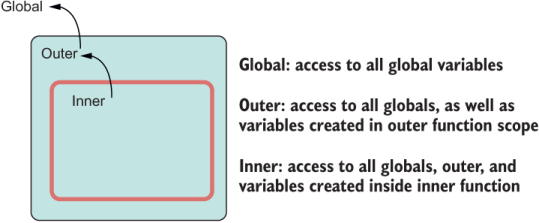 Global
Outer
Inner
Global: access to all global variables
Outer: access to all globals, as well as
variables created in outer function scope
Inner: access to all globals, outer, and
variables created inside inner function